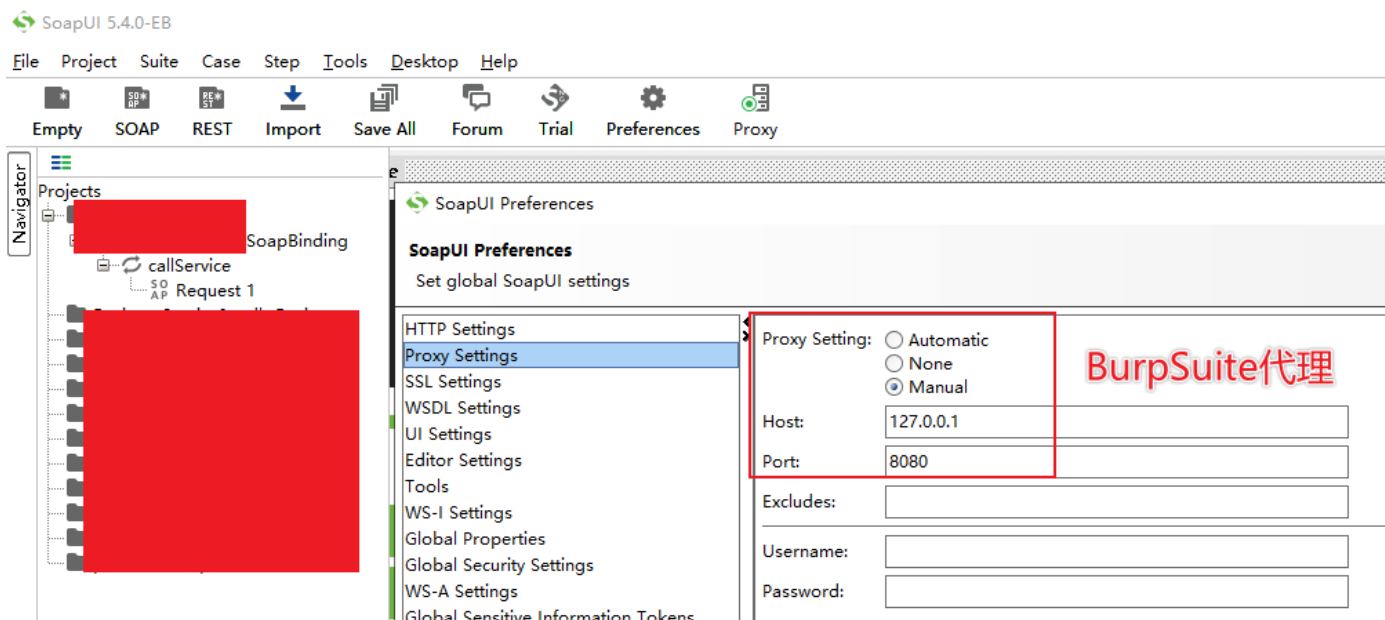 SoapUI 5.4.0-EB
File Project Suite Case Step Tools Desktop Help
Empty SOAP REST Import Save All Forum Trial Preferences Proxy
Navigator
Projects
SoapBinding
callService
Request 1
SoapUI Preferences
SoapUI Preferences
Set global SoapUI settings
HTTP Settings
Proxy Settings
SSL Settings
WSDL Settings
UI Settings
Editor Settings
Tools
WS-I Settings
Global Properties
Global Security Settings
WS-A Settings
Global Sensitive Information Tokens
Proxy Setting: Automatic
None
Manual
Host: 127.0.0.1
Port: 8080
Excludes:
Username:
Password:
BurpSuite代理